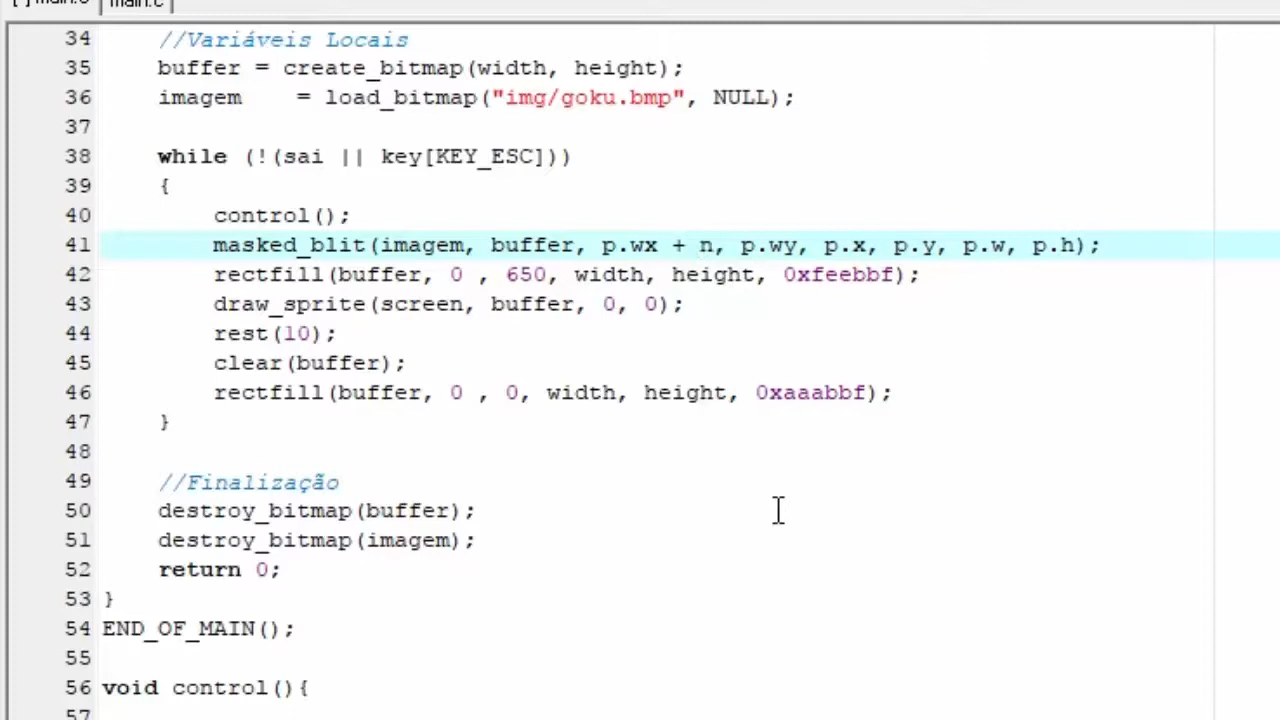 [*] main.c main.c
34 //Variáveis Locais
35 buffer = create_bitmap(width, height);
36 imagem    = load_bitmap("img/goku.bmp", NULL);
37
38 while (!(sai || key[KEY_ESC]))
39 {
40 control();
41 masked_blit(imagem, buffer, p.wx + n, p.wy, p.x, p.y, p.w, p.h);
42 rectfill(buffer, 0 , 650, width, height, 0xfeebbf);
43 draw_sprite(screen, buffer, 0, 0);
44 rest(10);
45 clear(buffer);
46 rectfill(buffer, 0 , 0, width, height, 0xaaabbf);
47 }
48
49 //Finalização
50 destroy_bitmap(buffer);
51 destroy_bitmap(imagem);
52 return 0;
53 }
54 END_OF_MAIN();
55
56 void control(){
57